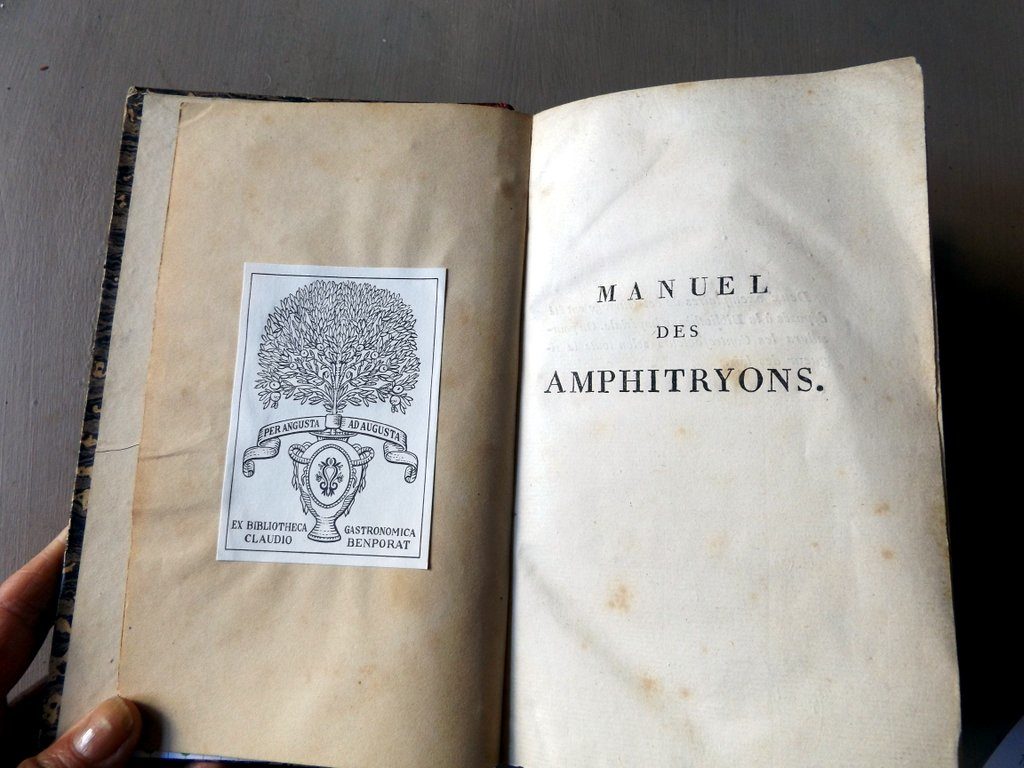 PER ANGUSTA AD AUGUSTA
EX BIBLIOTHECA GASTRONOMICA
CLAUDIO BENPORAT
MANUEL
DES
AMPHITRYONS.